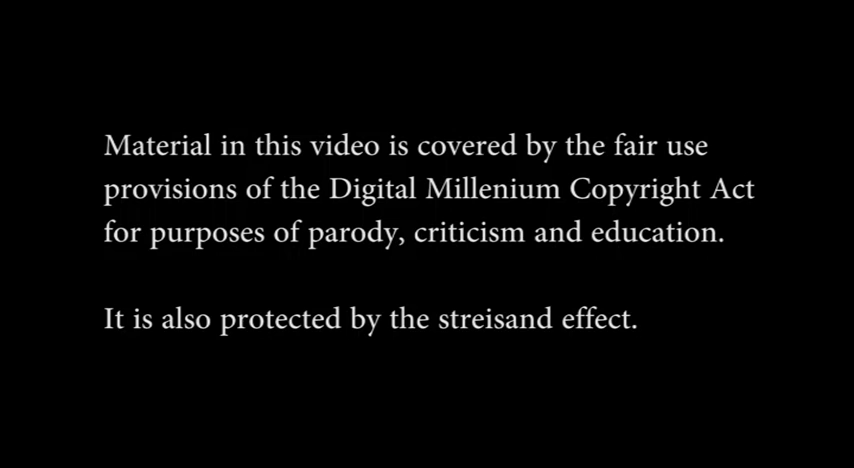 Material in this video is covered by the fair use
provisions of the Digital Millenium Copyright Act
for purposes of parody, criticism and education.
It is also protected by the streisand effect.